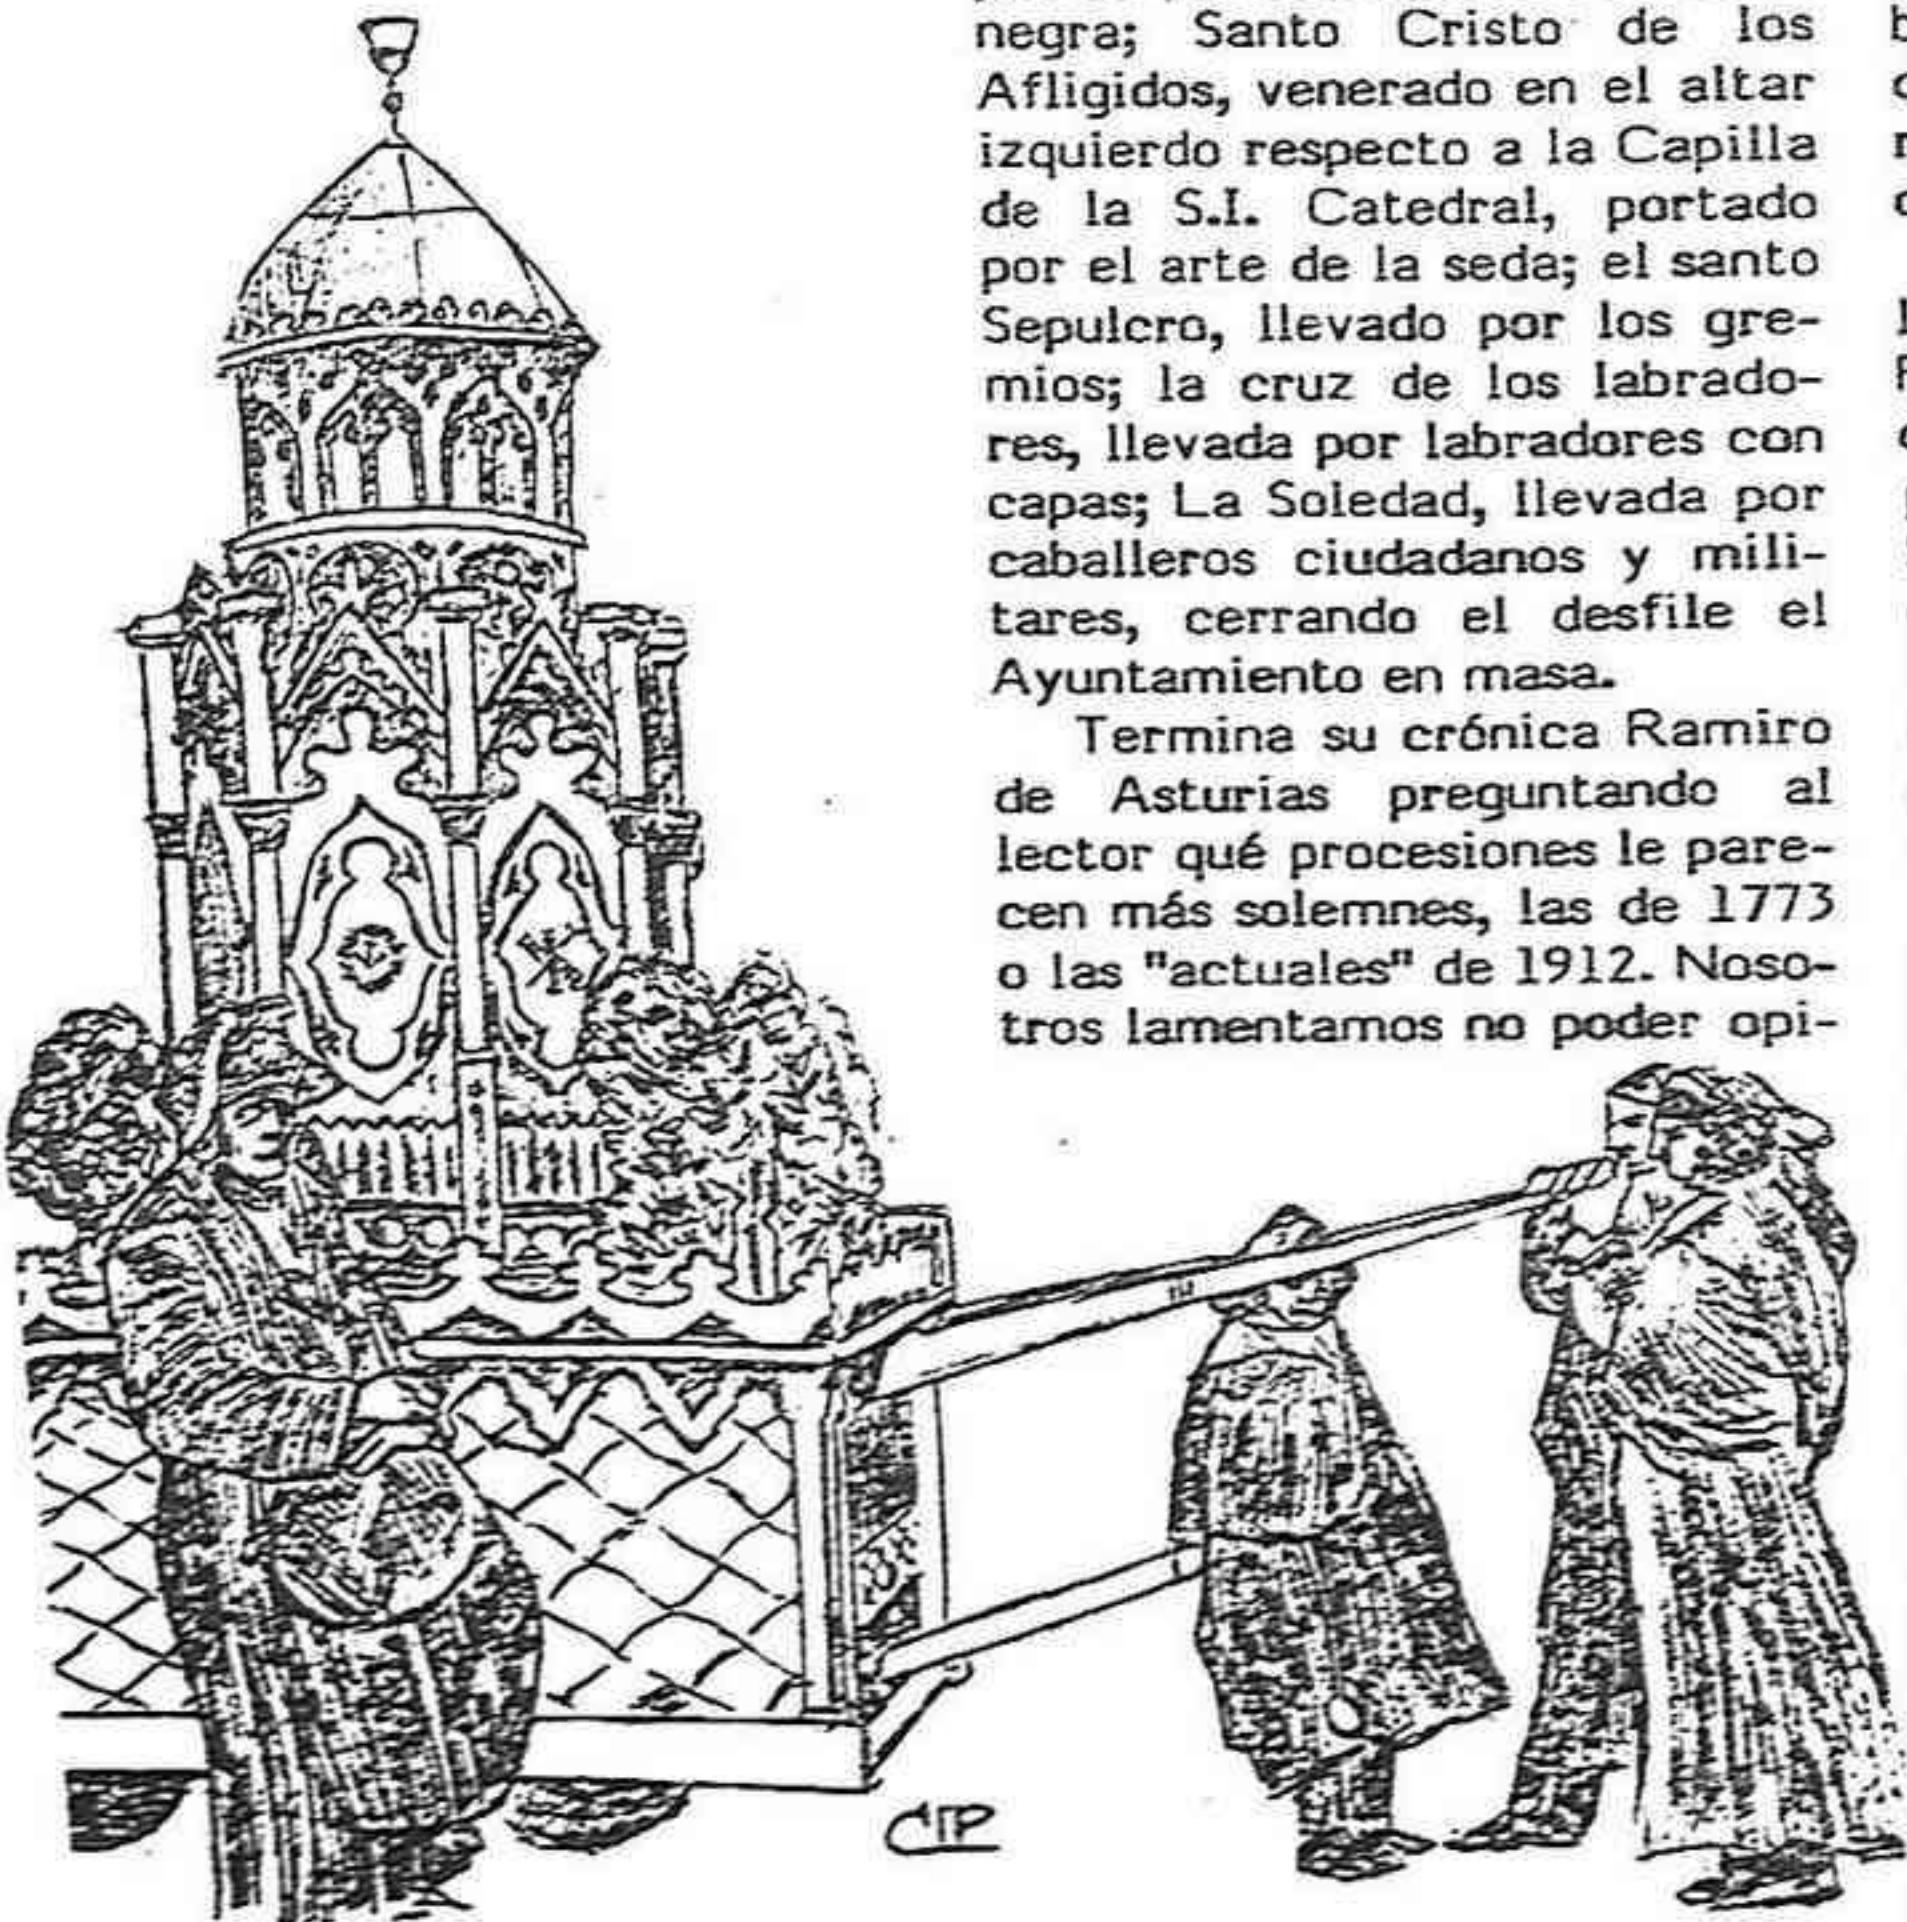 negra; Santo Cristo de los
Afligidos, venerado en el altar
izquierdo respecto a la Capilla
de la S.I. Catedral, portado
por el arte de la seda; el santo
Sepulcro, llevado por los gre-
mios; la cruz de los labrado-
res, llevada por labradores con
capas; La Soledad, llevada por
caballeros ciudadanos y mili-
tares, cerrando el desfile el
Ayuntamiento en masa.
Termina su crónica Ramiro
de Asturias preguntando al
lector qué procesiones le pare-
cen más solemnes, las de 1773
o las "actuales" de 1912. Noso-
tros lamentamos no poder opi-